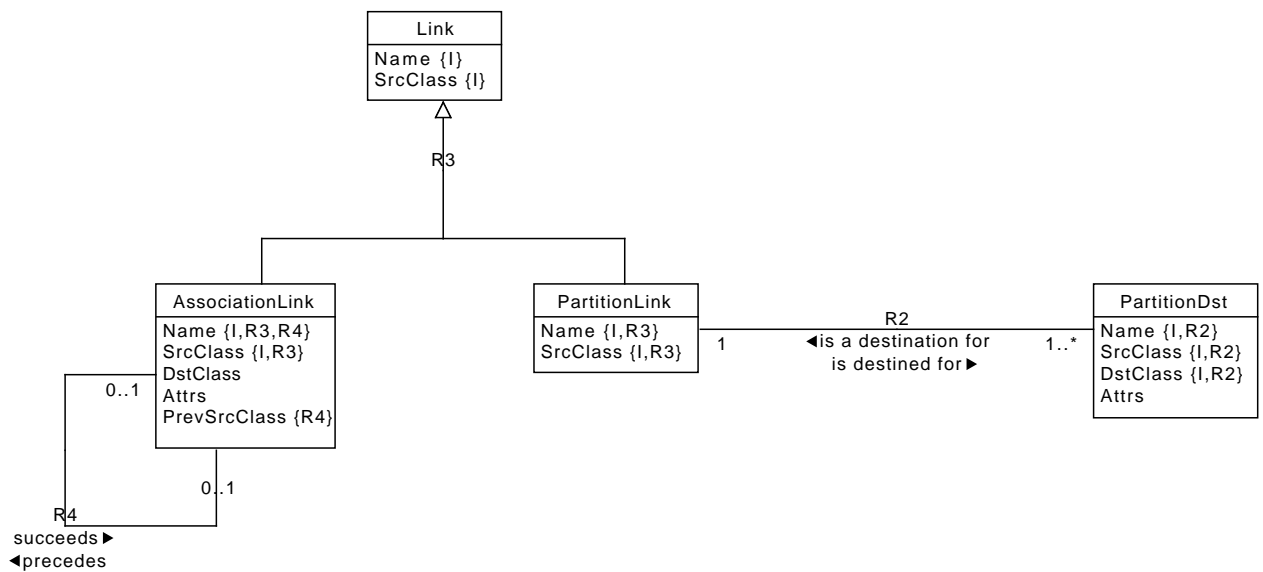 Link
Name {I}
SrcClass {I}
R3
AssociationLink
Name {I,R3,R4}
SrcClass {I,R3}
DstClass
Attrs
PrevSrcClass {R4}
PartitionLink
Name {I,R3}
SrcClass {I,R3}
R2
1
1..*
◀is a destination for
is destined for▶
PartitionDst
Name {I,R2}
SrcClass {I,R2}
DstClass {I,R2}
Attrs
0..1
0..1
R4
succeeds▶
◀precedes